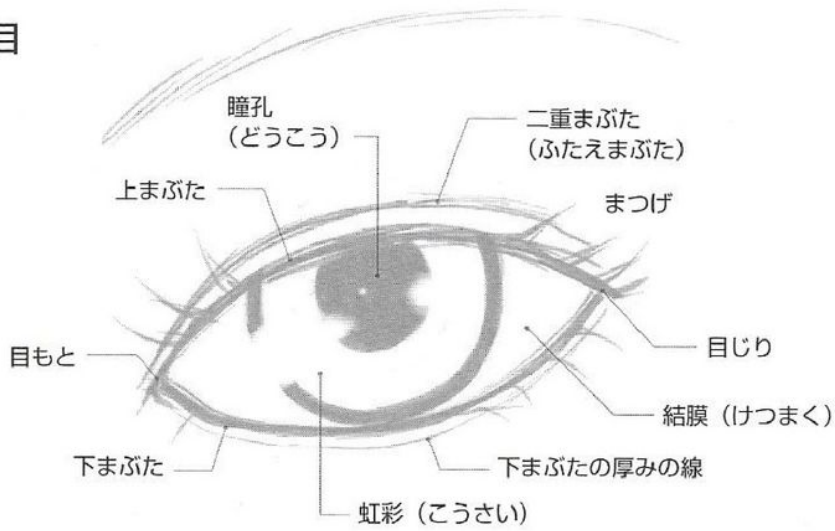 目
瞳孔
（どうこう）
二重まぶた
（ふたえまぶた）
上まぶた
まつげ
目もと
目じり
結膜（けつまく）
下まぶた
下まぶたの厚みの線
虹彩（こうさい）